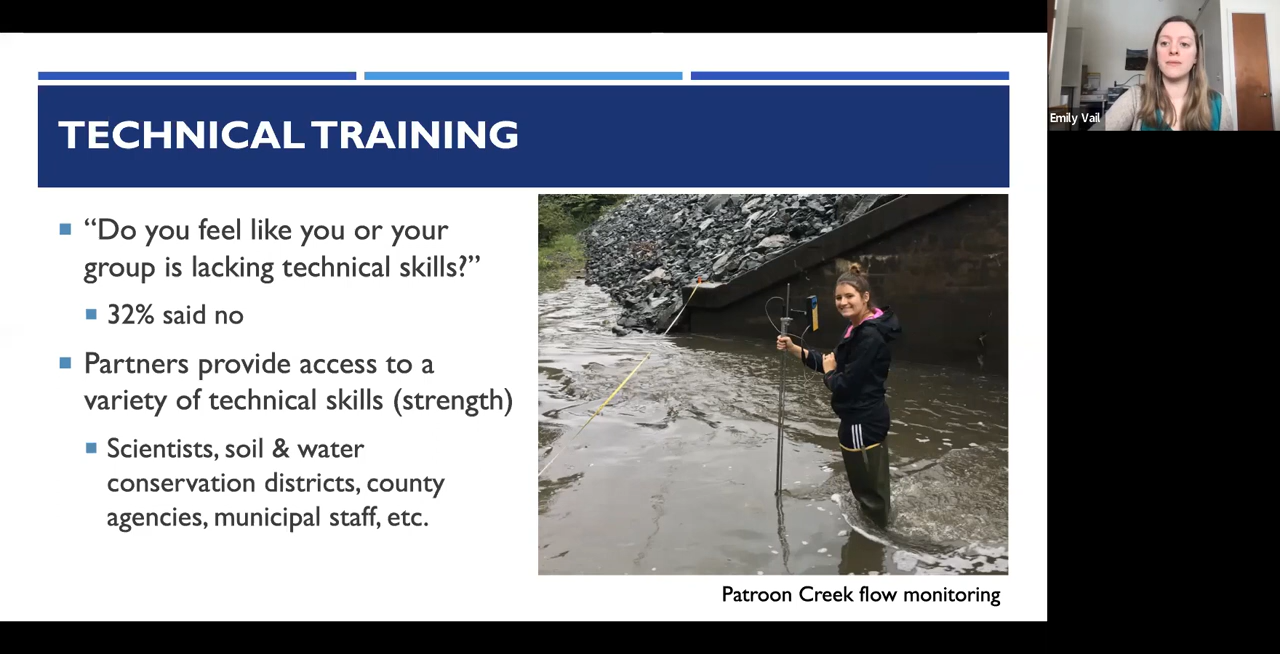 TECHNICAL TRAINING
“Do you feel like you or your
group is lacking technical skills?”
32% said no
Partners provide access to a
variety of technical skills (strength)
Scientists, soil & water
conservation districts, county
agencies, municipal staff, etc.
Patroon Creek flow monitoring
Emily Vail